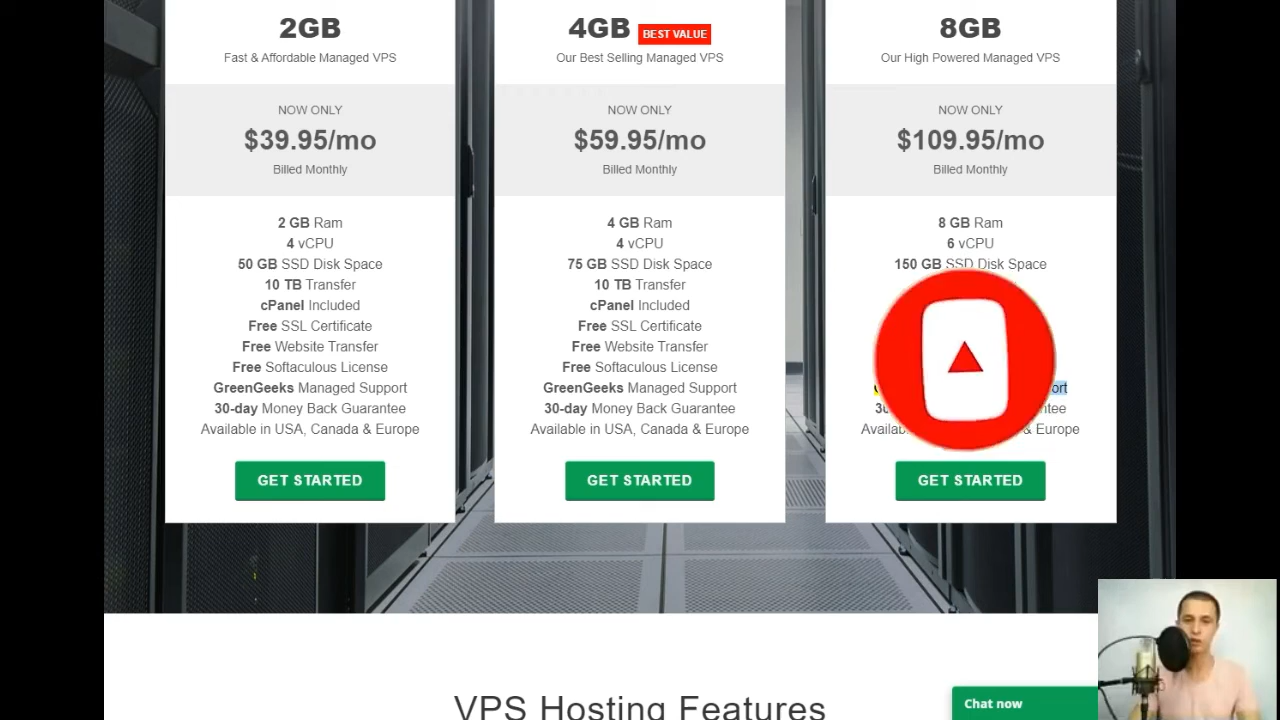 2GB
Fast & Affordable Managed VPS
NOW ONLY
$39.95/mo
Billed Monthly
2 GB Ram
4 vCPU
50 GB SSD Disk Space
10 TB Transfer
cPanel Included
Free SSL Certificate
Free Website Transfer
Free Softaculous License
GreenGeeks Managed Support
30-day Money Back Guarantee
Available in USA, Canada & Europe
GET STARTED
4GB BEST VALUE
Our Best Selling Managed VPS
NOW ONLY
$59.95/mo
Billed Monthly
4 GB Ram
4 vCPU
75 GB SSD Disk Space
10 TB Transfer
cPanel Included
Free SSL Certificate
Free Website Transfer
Free Softaculous License
GreenGeeks Managed Support
30-day Money Back Guarantee
Available in USA, Canada & Europe
GET STARTED
8GB
Our High Powered Managed VPS
NOW ONLY
$109.95/mo
Billed Monthly
8 GB Ram
6 vCPU
150 GB SSD Disk Space
& Europe
GET STARTED
VPS Hosting Features
Chat now